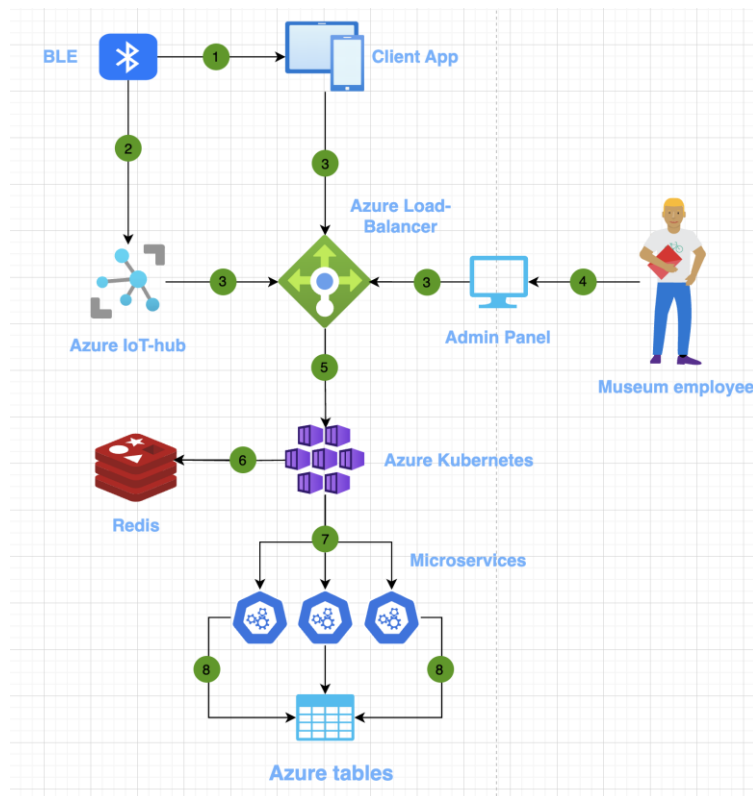 BLE
1
Client App
2
3
Azure Load-
Balancer
3
3
4
Azure IoT-hub
Admin Panel
5
Museum employee
6
Azure Kubernetes
Redis
7
Microservices
8
8
Azure tables